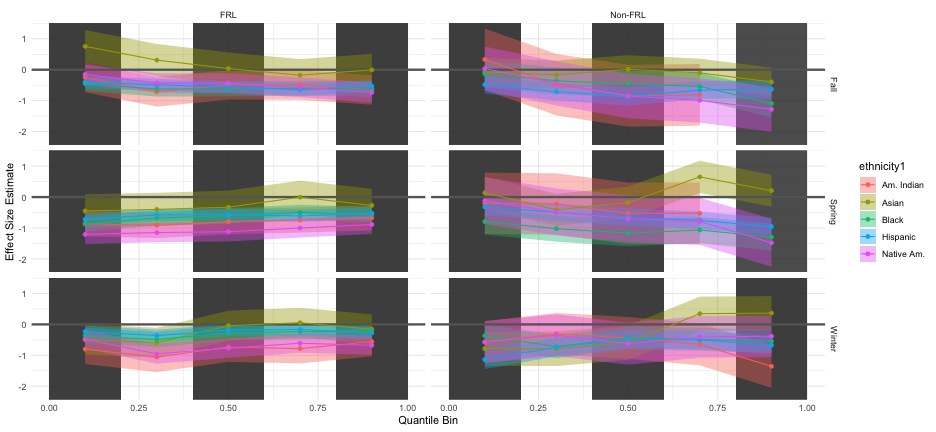 FRL
Non-FRL
1
0
-1
-2
Fall
1
0
-1
-2
Spring
1
0
-1
-2
Winter
0.00
0.25
0.50
0.75
1.00
0.00
0.25
0.50
0.75
1.00
Quantile Bin
Effect Size Estimate
ethnicity1
Am. Indian
Asian
Black
Hispanic
Native Am.